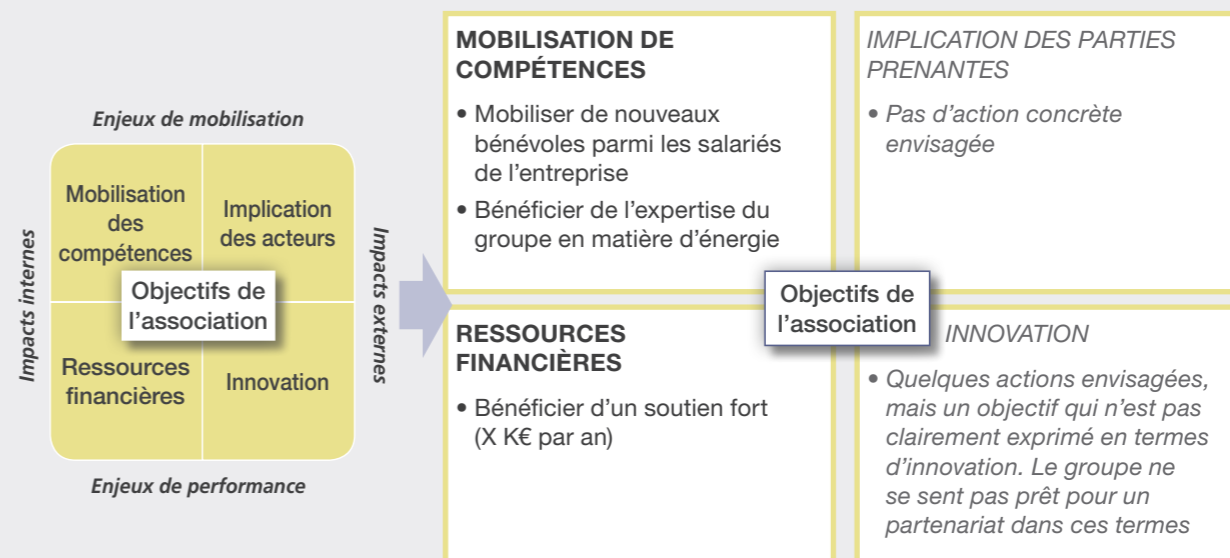 Enjeux de mobilisation
Impacts internes
Mobilisation
des
compétences
Implication
des acteurs
Objectifs de
l'association
Ressources
financières
Innovation
Impacts externes
Enjeux de performance
MOBILISATION DE
COMPÉTENCES
• Mobiliser de nouveaux
bénévoles parmi les salariés
de l'entreprise
• Bénéficier de l'expertise du
groupe en matière d'énergie
IMPLICATION DES PARTIES
PRENANTES
• Pas d'action concrète
envisagée
Objectifs de
l'association
RESSOURCES
FINANCIÈRES
• Bénéficier d'un soutien fort
(X K€ par an)
INNOVATION
• Quelques actions envisagées,
mais un objectif qui n'est pas
clairement exprimé en termes
d'innovation. Le groupe ne
se sent pas prêt pour un
partenariat dans ces termes